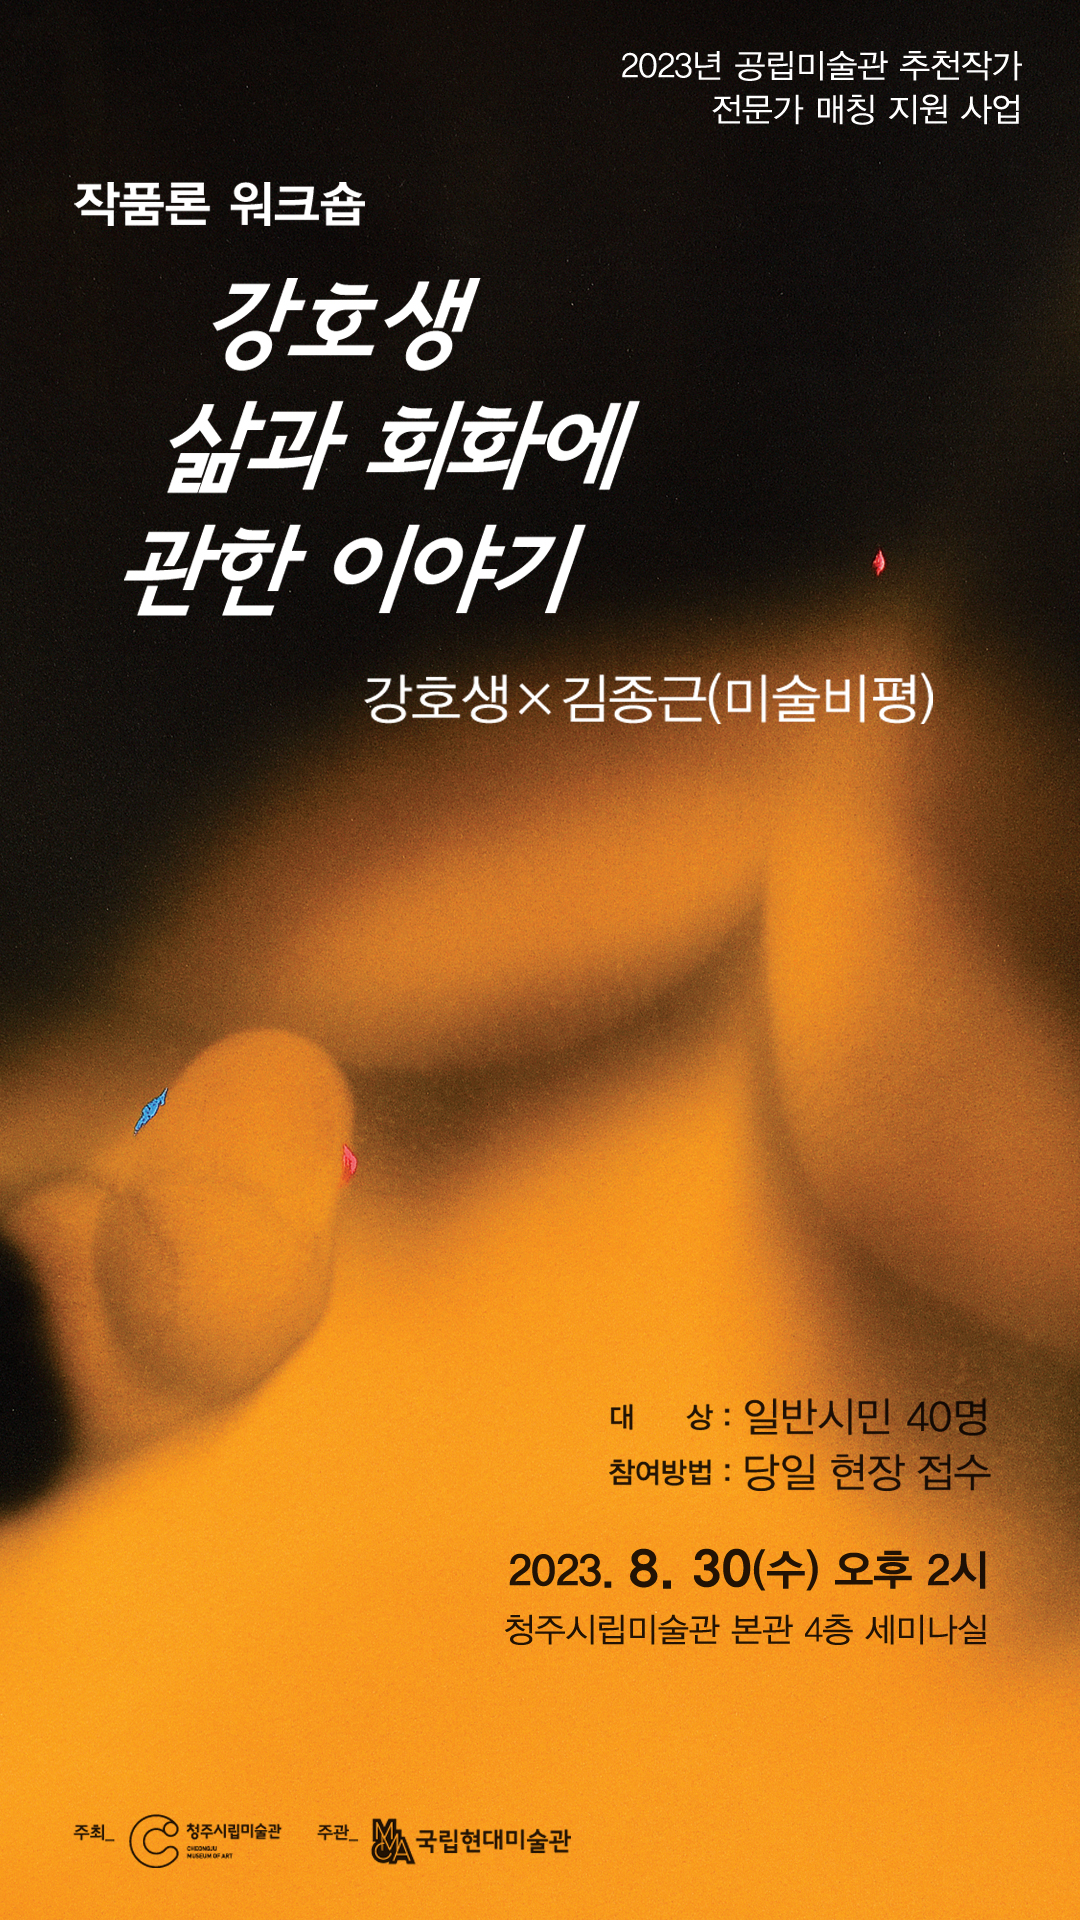 2023년 공립미술관 추천작가
전문가 매칭 지원 사업
작품론 워크숍
강호생
삶과 회화에
관한 이야기
강호생×김종근(미술비평)
대 상 : 일반시민 40명
참여방법 : 당일 현장 접수
2023. 8. 30(수) 오후 2시
청주시립미술관 본관 4층 세미나실
주최_ 청주시립미술관 CHEONGJU MUSEUM OF ART 주관_ MMCA 국립현대미술관